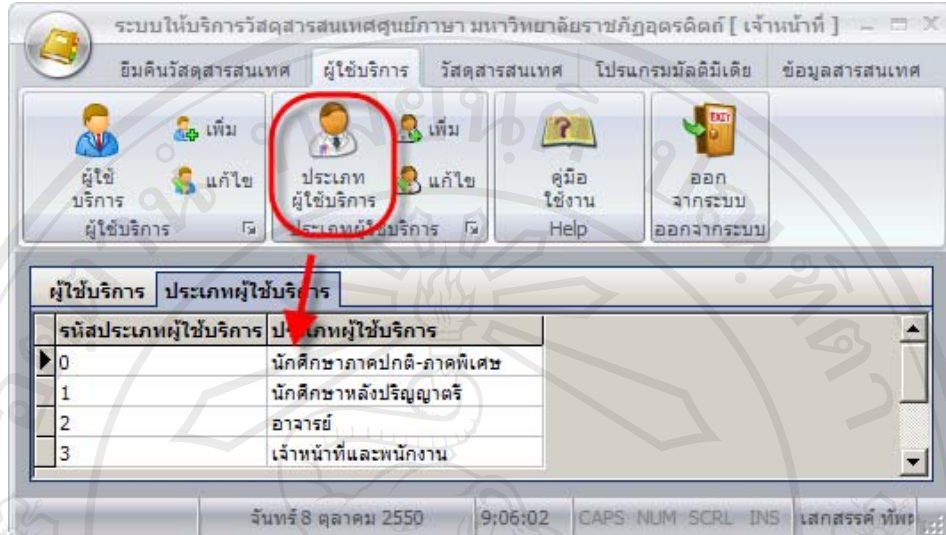 ระบบให้บริการวัสดุสารสนเทศศูนย์ภาษา มหาวิทยาลัยราชภัฏอุตรดิตถ์ [ เจ้าหน้าที่ ]
ยืมคืนวัสดุสารสนเทศ ผู้ใช้บริการ วัสดุสารสนเทศ โปรแกรมมัลติมีเดีย ข้อมูลสารสนเทศ
ผู้ใช้บริการ เพิ่ม แก้ไข ประเภทผู้ใช้บริการ เพิ่ม แก้ไข คู่มือใช้งาน EXIT ออกจากระบบ
ผู้ใช้บริการ ประเภทผู้ใช้บริการ Help ออกจากระบบ
ผู้ใช้บริการ ประเภทผู้ใช้บริการ
รหัสประเภทผู้ใช้บริการ ประเภทผู้ใช้บริการ
0 นักศึกษาภาคปกติ-ภาคพิเศษ
1 นักศึกษาหลังปริญญาตรี
2 อาจารย์
3 เจ้าหน้าที่และพนักงาน
จันทร์ 8 ตุลาคม 2550 9:06:02 CAPS NUM SCRL INS เสกสรรค์